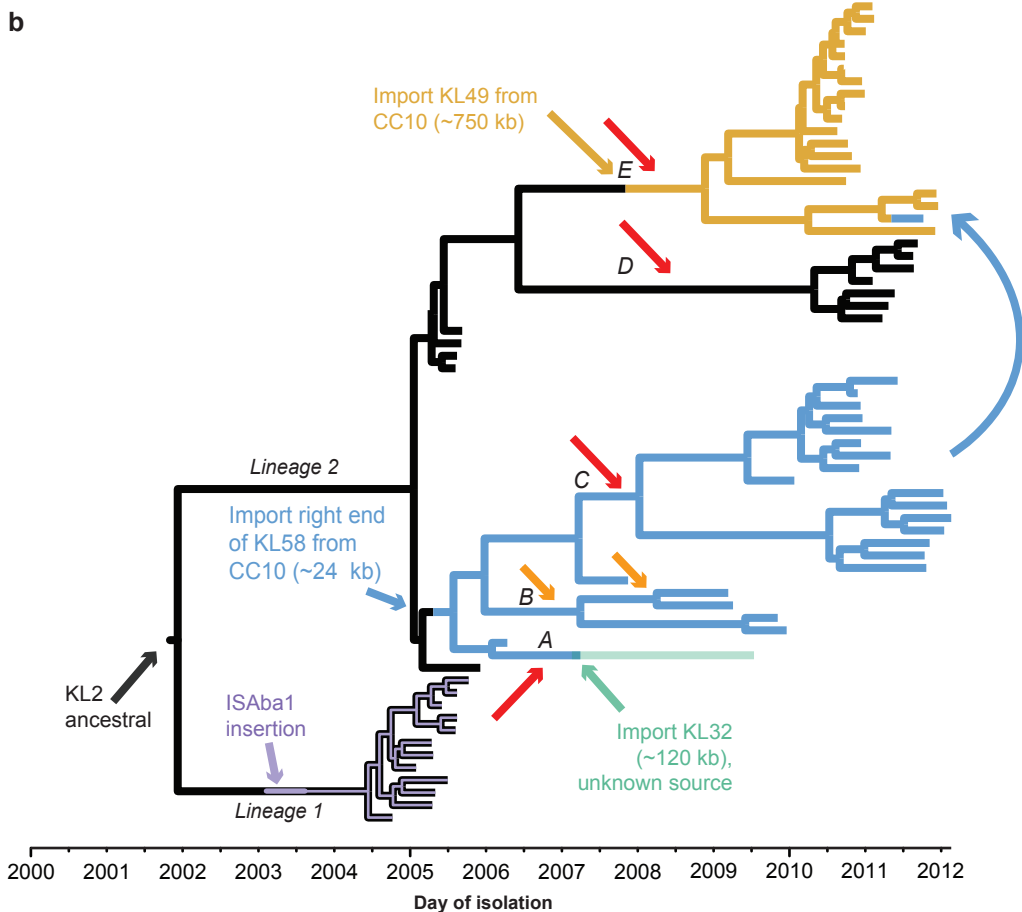 b
Import KL49 from
CC10 (~750 kb)
E
D
Lineage 2
C
Import right end
of KL58 from
CC10 (~24 kb)
B
A
KL2
ancestral
ISAba1
insertion
Import KL32
(~120 kb),
unknown source
Lineage 1
2000 2001 2002 2003 2004 2005 2006 2007 2008 2009 2010 2011 2012
Day of isolation